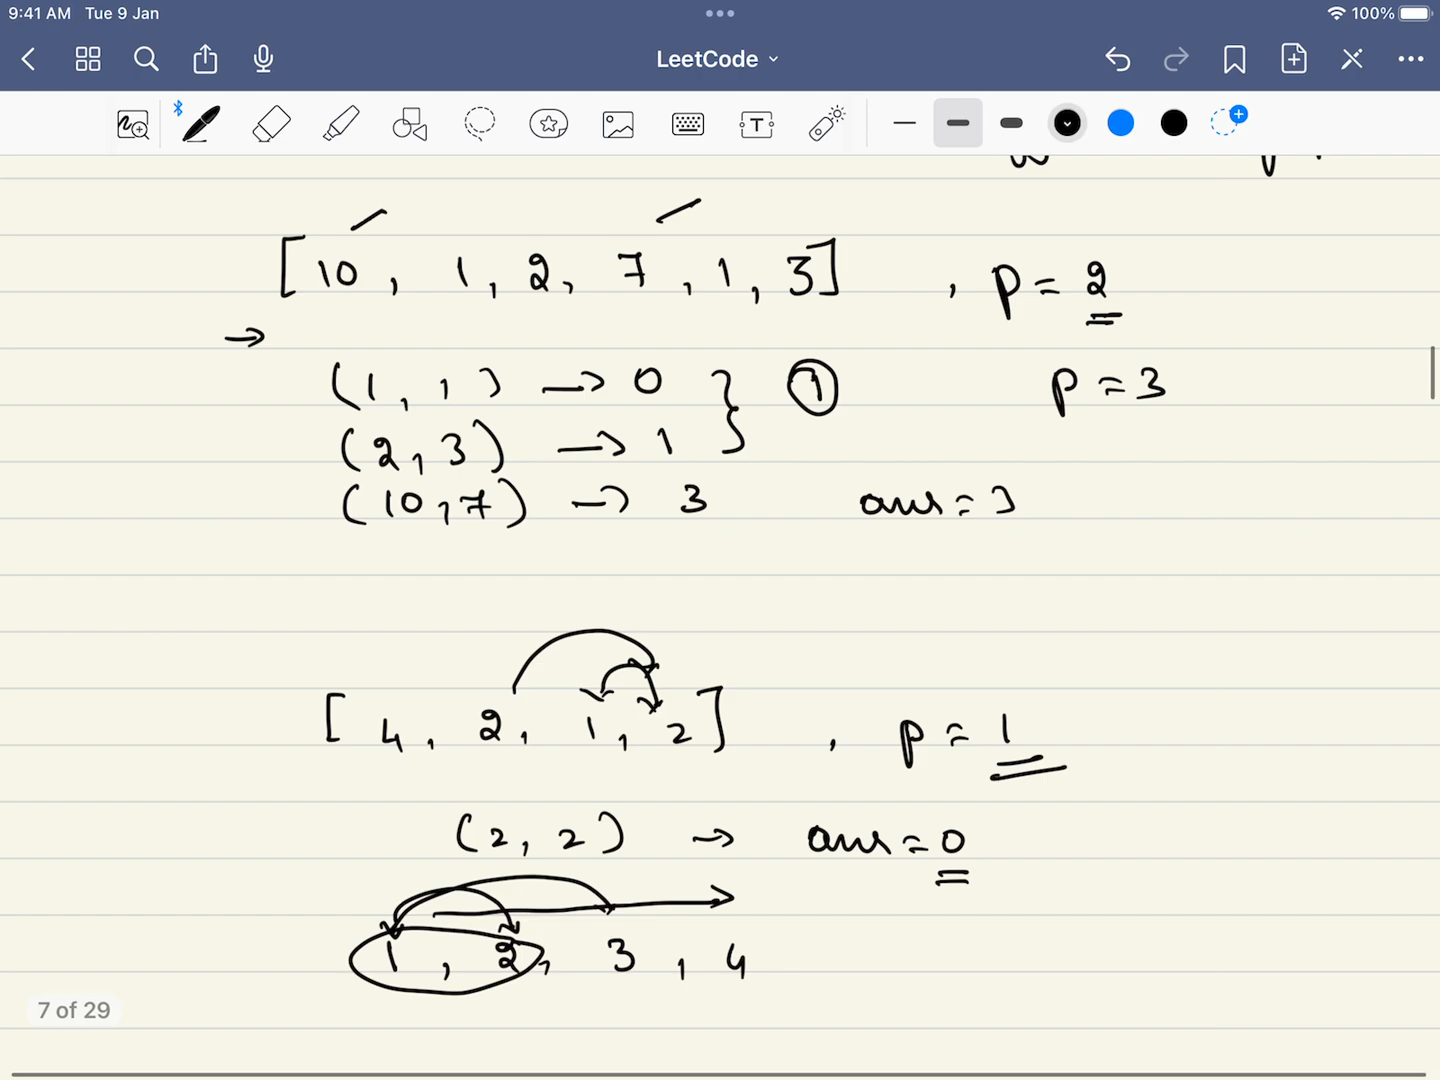 9:41 AM Tue 9 Jan
100%
LeetCode
T
[10, 1, 2, 7, 1, 3] , p = 2
→
(1, 1) → 0 } ① p = 3
(2, 3) → 1
(10, 7) → 3 ans = 3
[4, 2, 1, 2] , p = 1
(2, 2) → ans = 0
1, 2, 3, 4
7 of 29